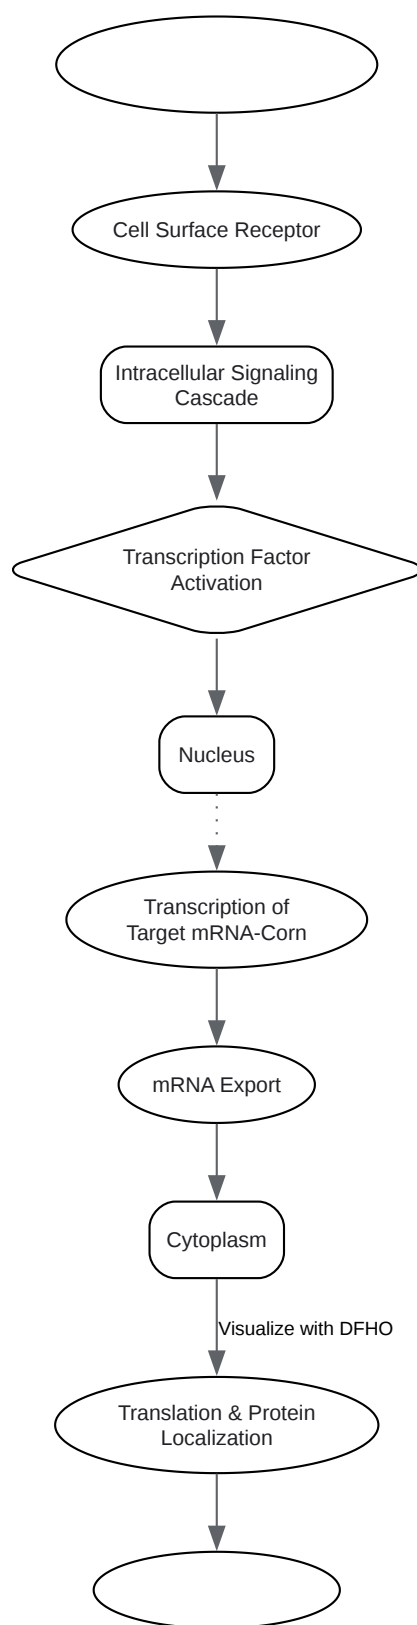 Cell Surface Receptor
Intracellular Signaling
Cascade
Transcription Factor
Activation
Nucleus
Transcription of
Target mRNA-Corn
mRNA Export
Cytoplasm
Visualize with DFHO
Translation & Protein
Localization